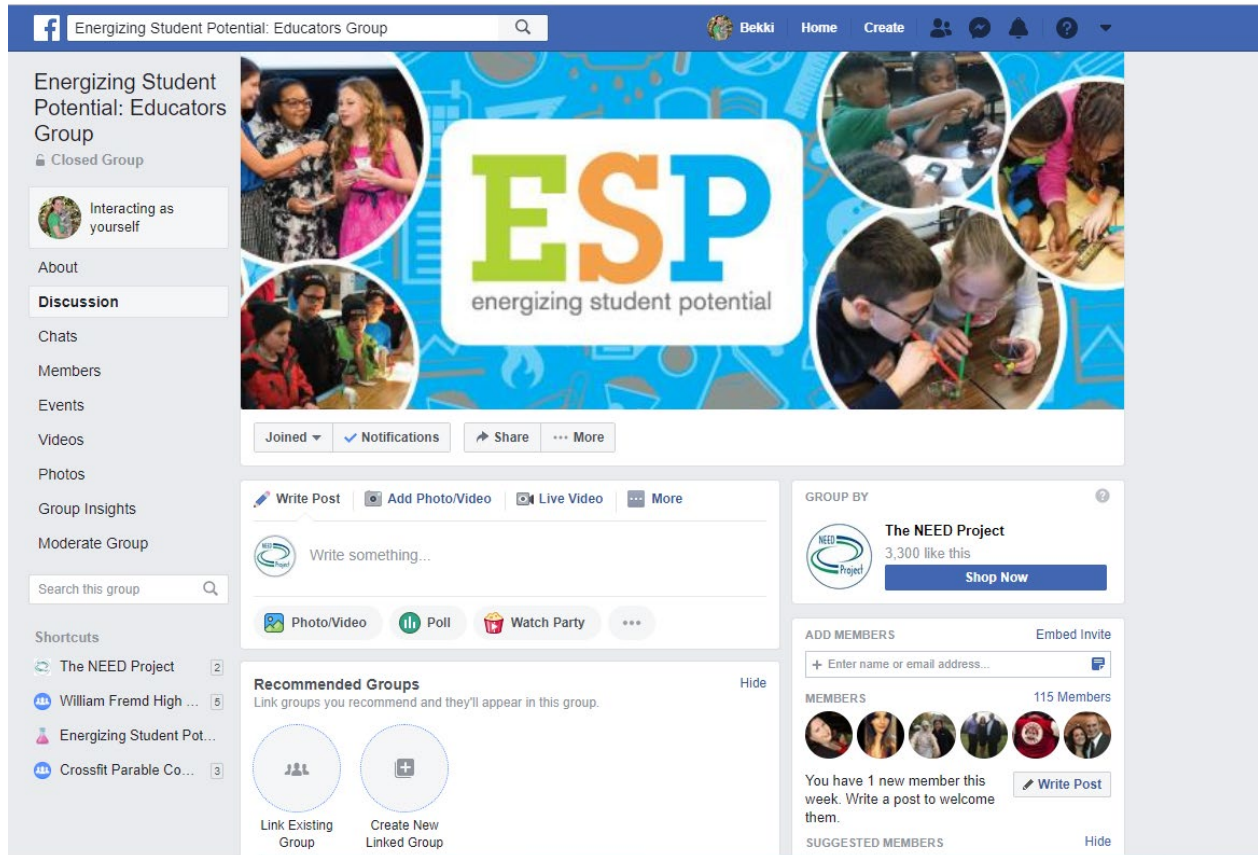 Energizing Student Potential: Educators Group
Bekki
Home
Create
Energizing Student
Potential: Educators
Group
Closed Group
Interacting as
yourself
About
Discussion
Chats
Members
Events
Videos
Photos
Group Insights
Moderate Group
Search this group
Shortcuts
The NEED Project 2
William Fremd High ... 5
Energizing Student Pot...
Crossfit Parable Co... 3
ESP
energizing student potential
Joined Notifications Share More
Write Post Add Photo/Video Live Video More
NEED
Project
Write something...
Photo/Video Poll Watch Party
Recommended Groups Hide
Link groups you recommend and they'll appear in this group.
Link Existing
Group
Create New
Linked Group
GROUP BY
NEED
Project
The NEED Project
3,300 like this
Shop Now
ADD MEMBERS Embed Invite
+ Enter name or email address...
MEMBERS 115 Members
You have 1 new member this
week. Write a post to welcome
them.
Write Post
SUGGESTED MEMBERS Hide